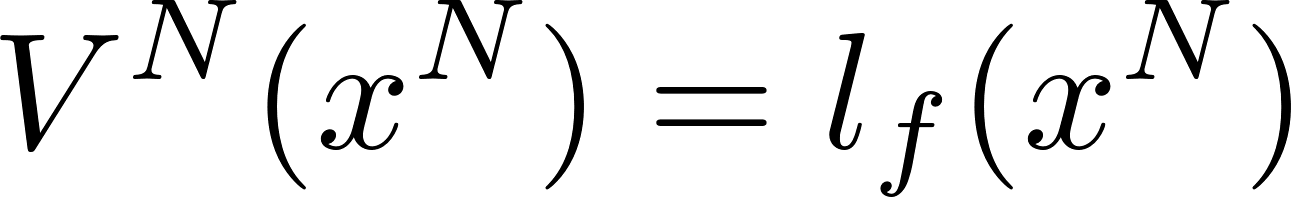 V^N(x^N) = l_f(x^N)